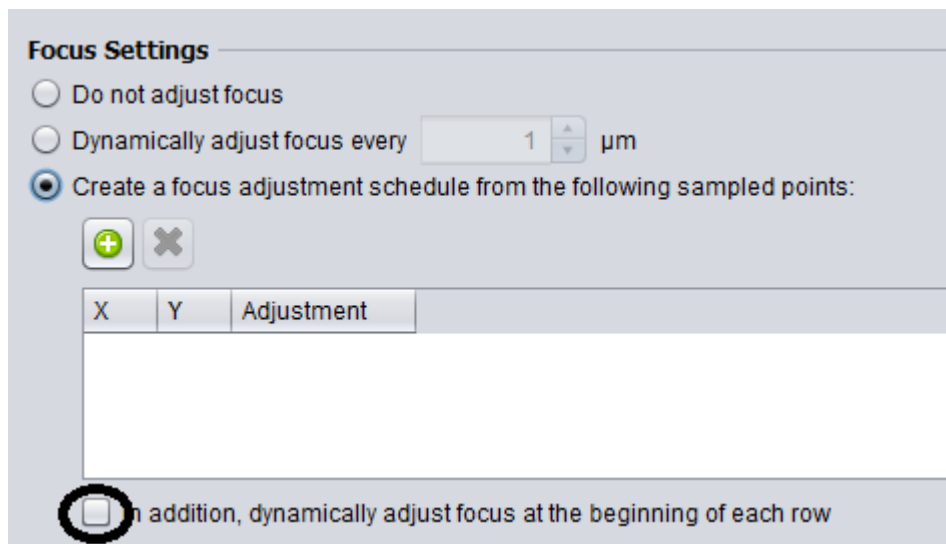 Focus Settings
Do not adjust focus
Dynamically adjust focus every 1 µm
Create a focus adjustment schedule from the following sampled points:
X Y Adjustment
n addition, dynamically adjust focus at the beginning of each row